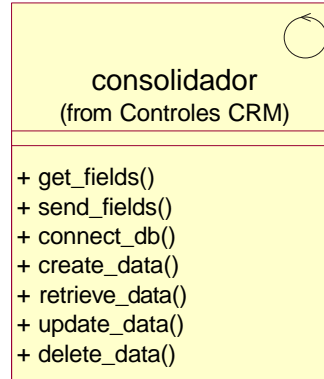 consolidador
(from Controles CRM)
+ get_fields()
+ send_fields()
+ connect_db()
+ create_data()
+ retrieve_data()
+ update_data()
+ delete_data()